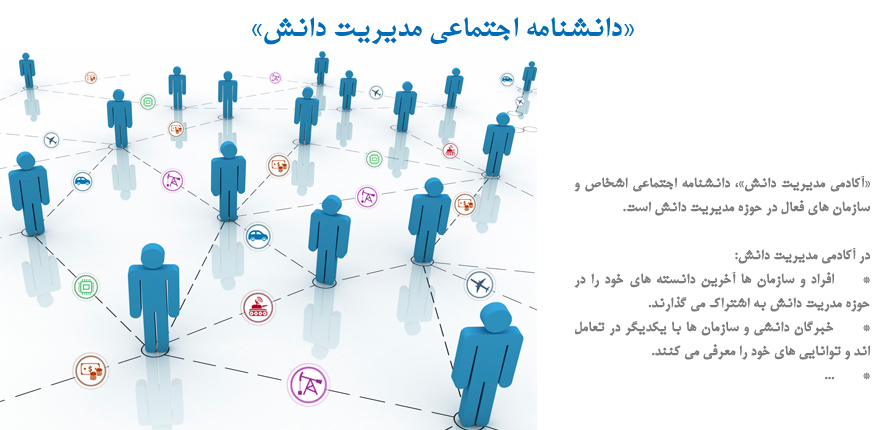 «دانشنامه اجتماعی مدیریت دانش»
«آکادمی مدیریت دانش»، دانشنامه اجتماعی اشخاص و
سازمان های فعال در حوزه مدیریت دانش است.
در آکادمی مدیریت دانش:
* افراد و سازمان ها آخرین دانسته های خود را در
حوزه مدریت دانش به اشتراک می گذارند.
* خبرگان دانشی و سازمان ها با یکدیگر در تعامل
اند و توانایی های خود را معرفی می کنند.
* ...